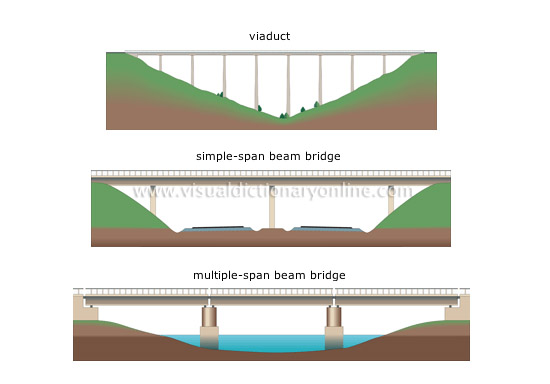 viaduct
simple-span beam bridge
www.visualdictionaryonline.com
multiple-span beam bridge